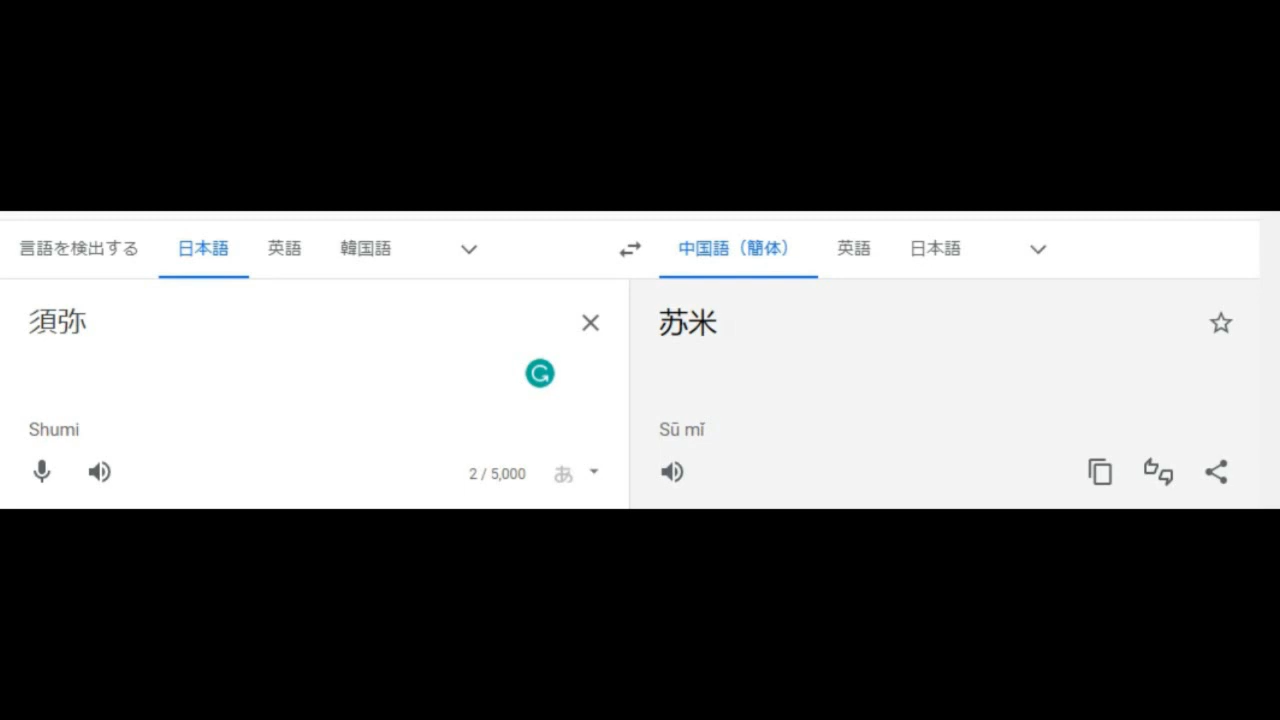 言語を検出する 日本語 英語 韓国語 中国語（簡体） 英語 日本語
須弥 苏米
Shumi Sū mǐ
2 / 5,000 あ